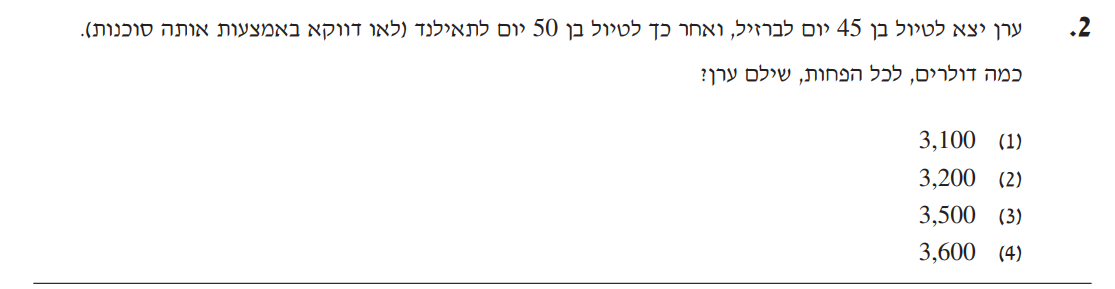 2. ערן יצא לטיול בן 45 יום לברזיל, ואחר כך לטיול בן 50 יום לתאילנד (לאו דווקא באמצעות אותה סוכנות).
כמה דולרים, לכל הפחות, שילם ערן?
(1) 3,100
(2) 3,200
(3) 3,500
(4) 3,600